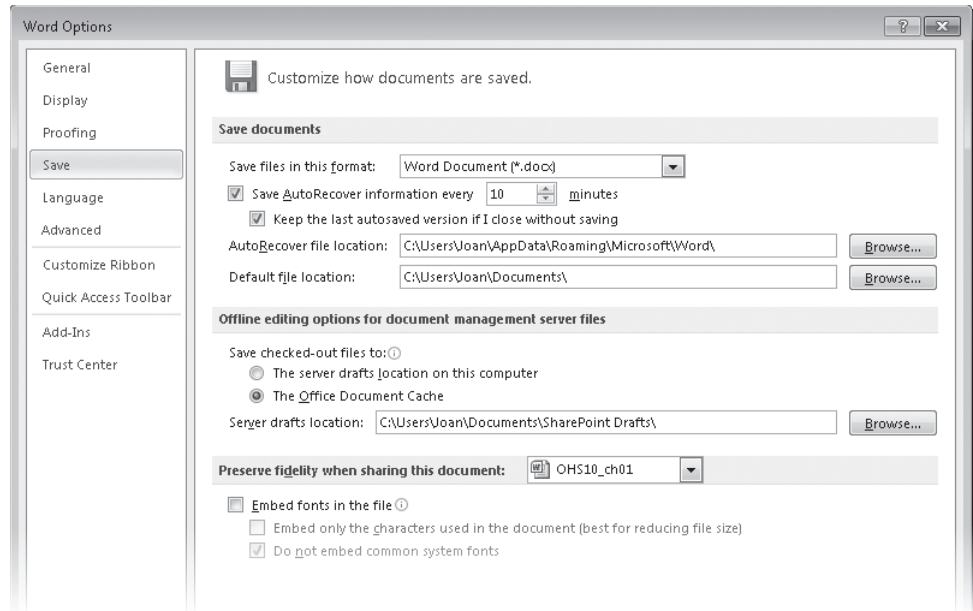 Word Options
General
Display
Proofing
Save
Language
Advanced
Customize Ribbon
Quick Access Toolbar
Add-Ins
Trust Center
Customize how documents are saved.
Save documents
Save files in this format: Word Document (*.docx)
Save AutoRecover information every 10 minutes
Keep the last autosaved version if I close without saving
AutoRecover file location: C:\Users\Joan\AppData\Roaming\Microsoft\Word\ Browse...
Default file location: C:\Users\Joan\Documents\ Browse...
Offline editing options for document management server files
Save checked-out files to:
The server drafts location on this computer
The Office Document Cache
Server drafts location: C:\Users\Joan\Documents\SharePoint Drafts\ Browse...
Preserve fidelity when sharing this document: OHS10_ch01
Embed fonts in the file
Embed only the characters used in the document (best for reducing file size)
Do not embed common system fonts